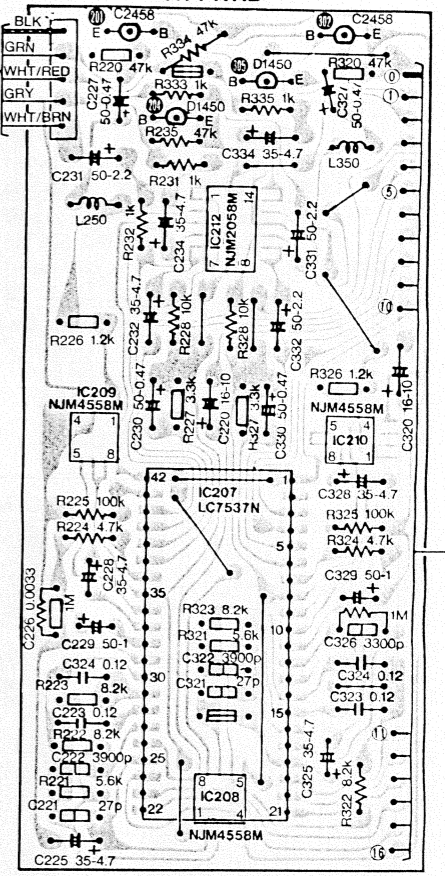 BLK
201
C2458
E B
302
C2458
B E
GRN
R220 47k
R334 47k
R320 47k
WHT/RED
305
D1450
B E
0
GRY
C227
50-0.47
R333 1k
204
D1450
B E
R335 1k
C327
50-0.47
1
WHT/BRN
R235 47k
C334 35-4.7
C231 50-2.2
R231 1k
L350
L250
R232 1k
C234 35-4.7
1 14
IC212
NJM2058M
7 8
C331 50-2.2
5
C232 35-4.7
R228 10k
R328 10k
C332 50-2.2
10
R226 1.2k
R326 1.2k
C320 16-10
IC209
NJM4558M
4 1
5 8
C230 50-0.47
R227 3.3k
C220 16-10
R327 3.3k
C330 50-0.47
NJM4558M
4 5
IC210
8 1
42 1
IC207
LC7537N
C328 35-4.7
R225 100k
R325 100k
R224 4.7k
R324 4.7k
5
C228
35-4.7
C329 50-1
C226 0.0033
1M
35
R323 8.2k
1M
R321 5.6k
10
C326 3300p
C229 50-1
C322 3900p
C324 0.12
C324 0.12
R223 8.2k
30
C321 27p
C323 0.12
C223 0.12
15
R222 8.2k
11
C222 3900p
25
C325 35-4.7
R221 5.6k
8 5
IC208
1 4
R322 8.2k
C221 27p
22 21
NJM4558M
C225 35-4.7
16